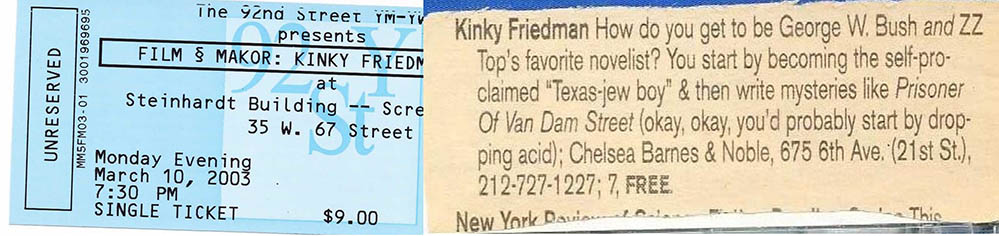 UNRESERVED
MM5FM03-01 3001969695
The 92nd Street
presents
FILM § MAKOR: KINKY
at
Steinhardt Building --
35 W. 67 Street
92 Y
St
Monday Evening
March 10, 2003
7:30 PM
SINGLE TICKET $9.00
Kinky Friedman How do you get to be George W. Bush and ZZ
Top's favorite novelist? You start by becoming the self-pro-
claimed "Texas-jew boy" & then write mysteries like Prisoner
Of Van Dam Street (okay, okay, you'd probably start by drop-
ping acid); Chelsea Barnes & Noble, 675 6th Ave. (21st St.),
212-727-1227; 7, FREE.
New York